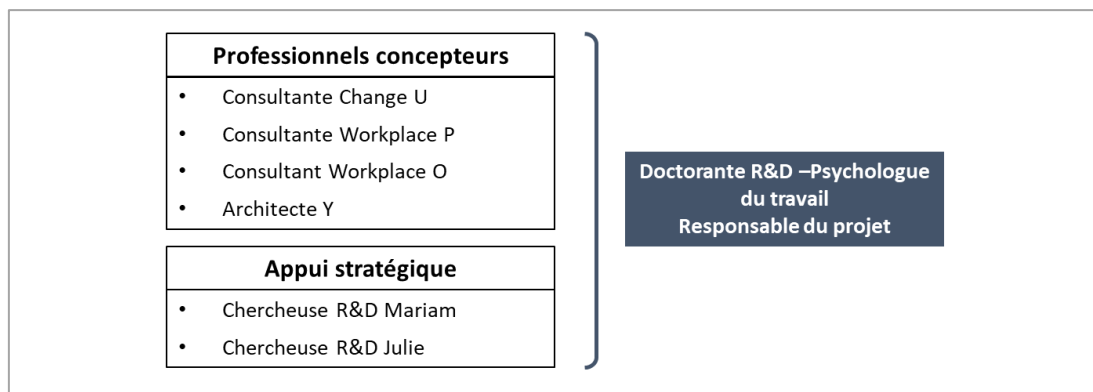 Professionnels concepteurs
• Consultante Change U
• Consultante Workplace P
• Consultant Workplace O
• Architecte Y
Appui stratégique
• Chercheuse R&D Mariam
• Chercheuse R&D Julie
Doctorante R&D –Psychologue
du travail
Responsable du projet